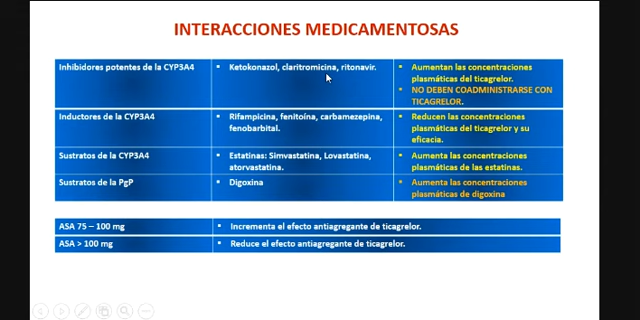 INTERACCIONES MEDICAMENTOSAS
Inhibidores potentes de la CYP3A4
Ketokonazol, claritromicina, ritonavir.
Aumentan las concentraciones
plasmáticas del ticagrelor.
NO DEBEN COADMINISTRARSE CON
TICAGRELOR.
Inductores de la CYP3A4
Rifampicina, fenitoína, carbamezepina,
fenobarbital.
Reducen las concentraciones
plasmáticas del ticagrelor y su
eficacia.
Sustratos de la CYP3A4
Estatinas: Simvastatina, Lovastatina,
atorvastatina.
Aumenta las concentraciones
plasmáticas de las estatinas.
Sustratos de la PgP
Digoxina
Aumenta las concentraciones
plasmáticas de digoxina
ASA 75 – 100 mg
Incrementa el efecto antiagregante de ticagrelor.
ASA > 100 mg
Reduce el efecto antiagregante de ticagrelor.